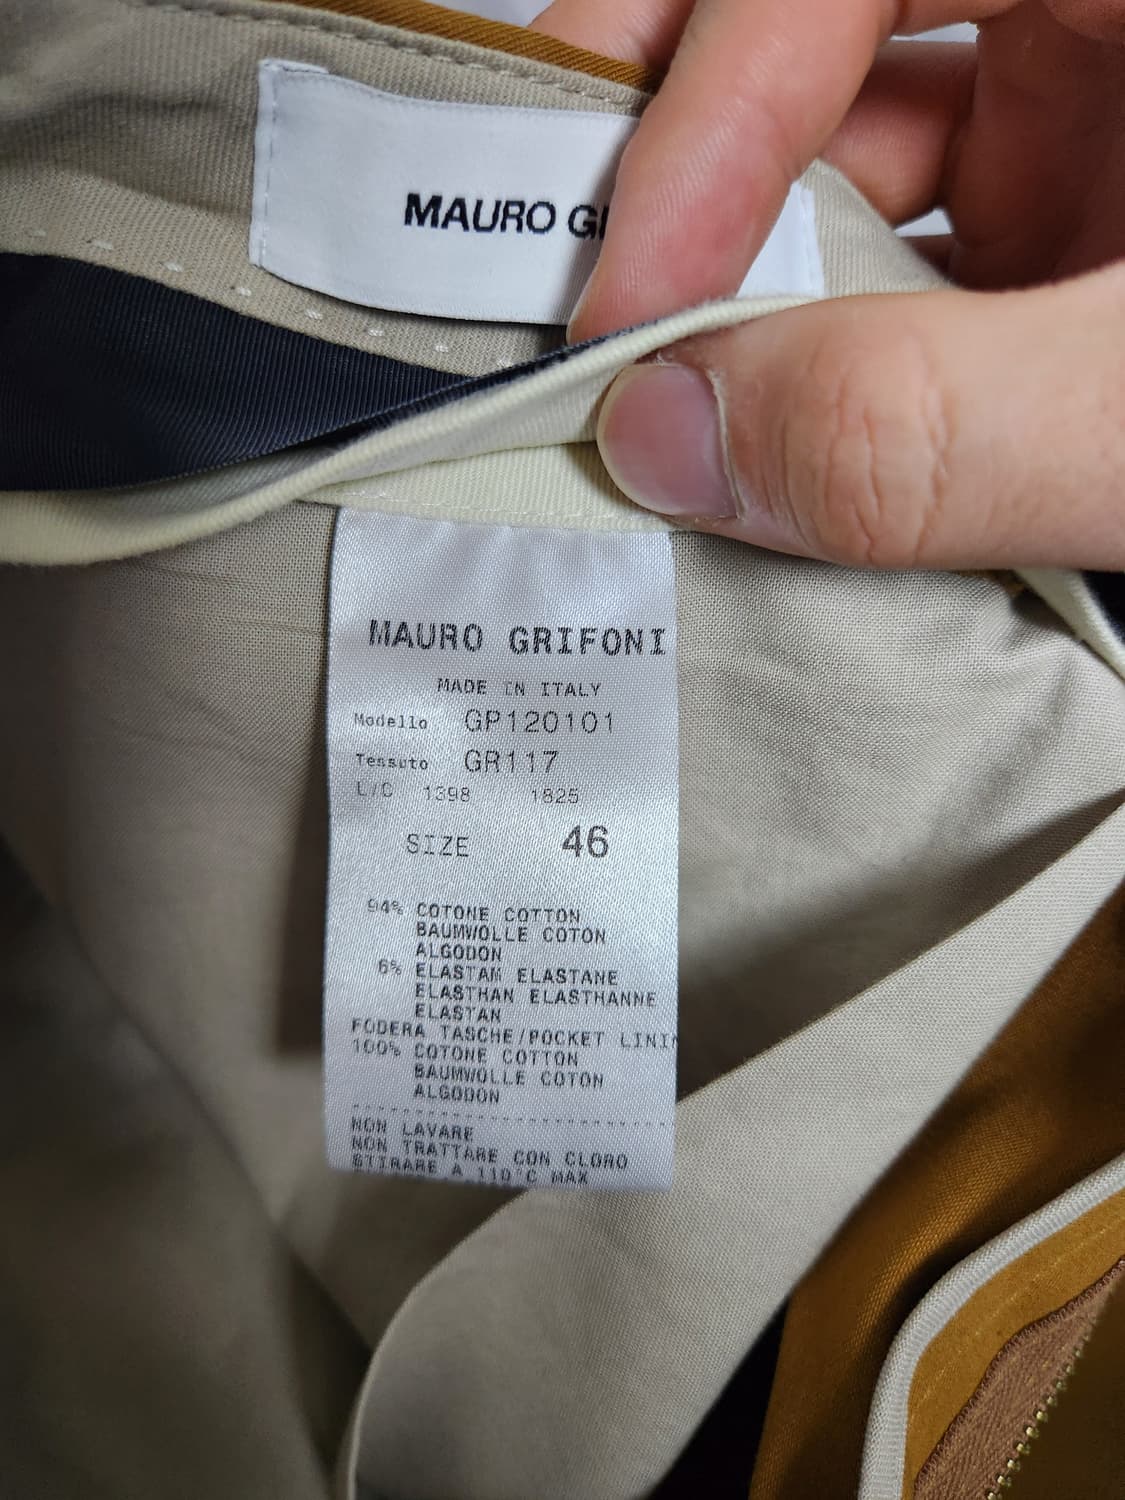 MAURO G
MAURO GRIFONI
MADE IN ITALY
Modello GP120101
Tessuto GR117
L/C 1398 1825
SIZE 46
94% COTONE COTTON
BAUMWOLLE COTON
ALGODON
6% ELASTAM ELASTANE
ELASTHAN ELASTHANNE
ELASTAN
FODERA TASCHE/POCKET LININ
100% COTONE COTTON
BAUMWOLLE COTON
ALGODON
NON LAVARE
NON TRATTARE CON CLORO
STIRARE A 110°C MAX